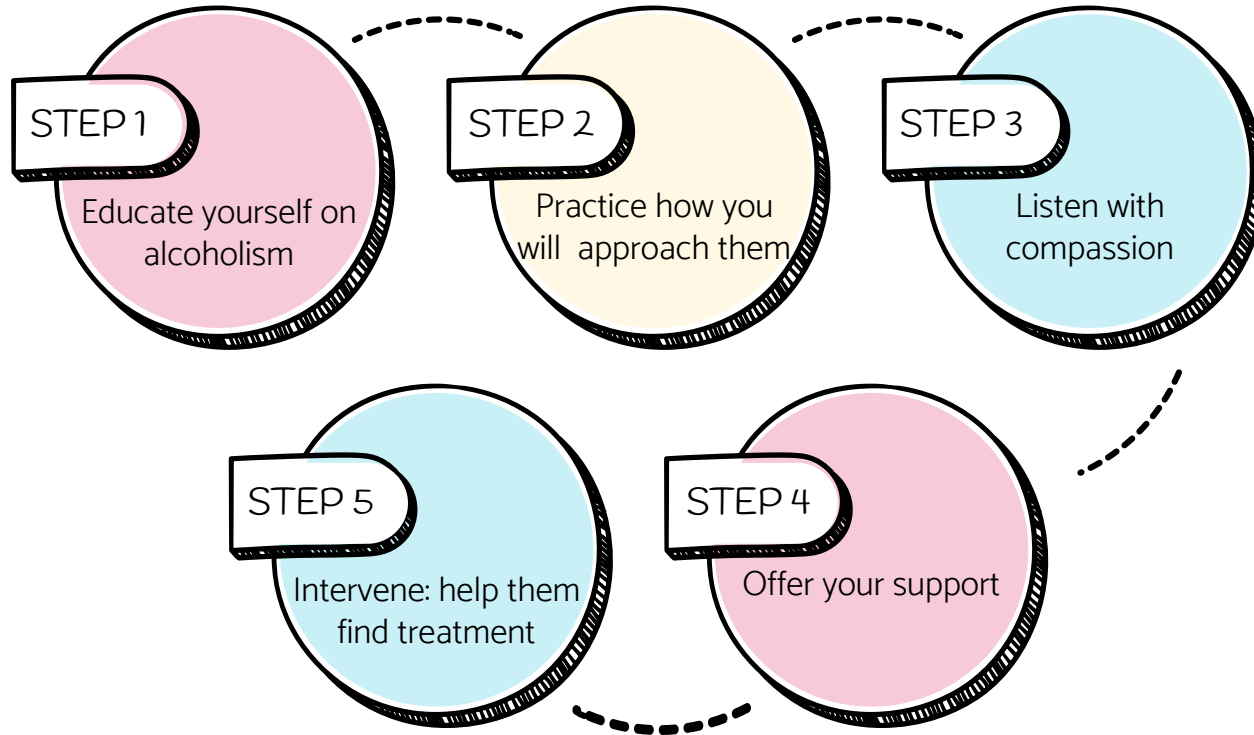 STEP 1
Educate yourself on
alcoholism
STEP 2
Practice how you
will  approach them
STEP 3
Listen with
compassion
STEP 4
Offer your support
STEP 5
Intervene: help them
find treatment